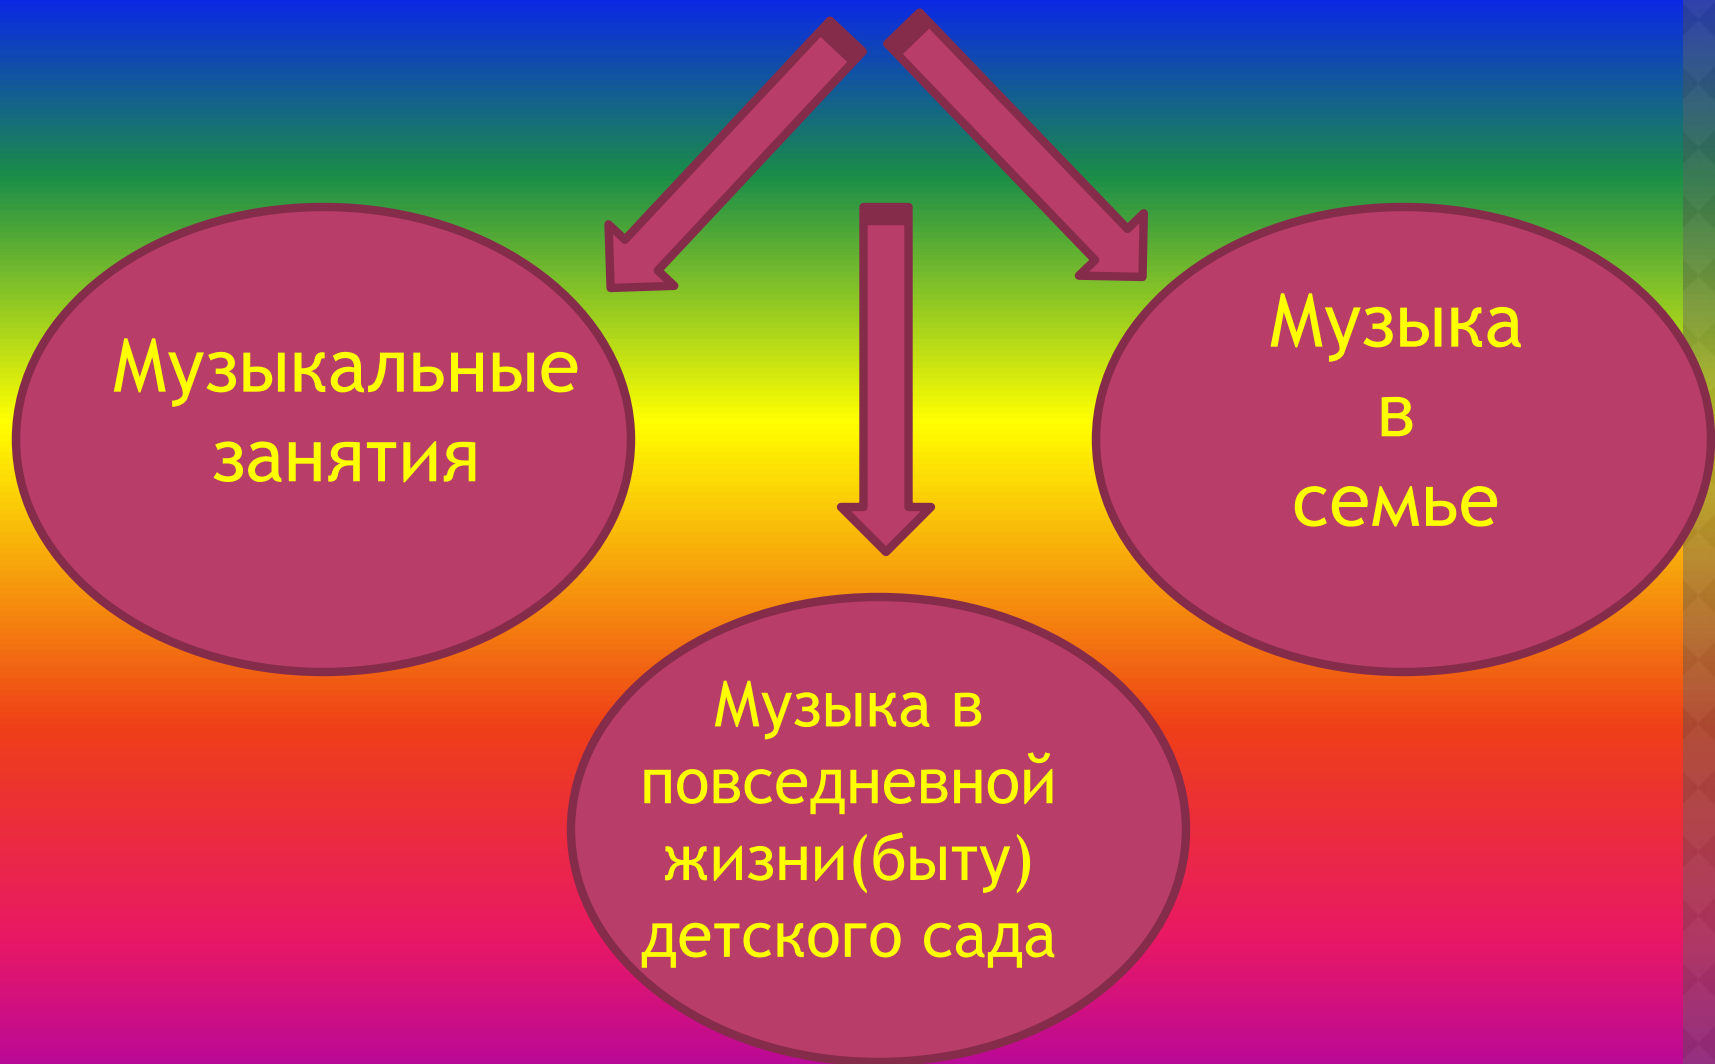 Музыкальные
занятия
Музыка
в
семье
Музыка в
повседневной
жизни(быту)
детского сада